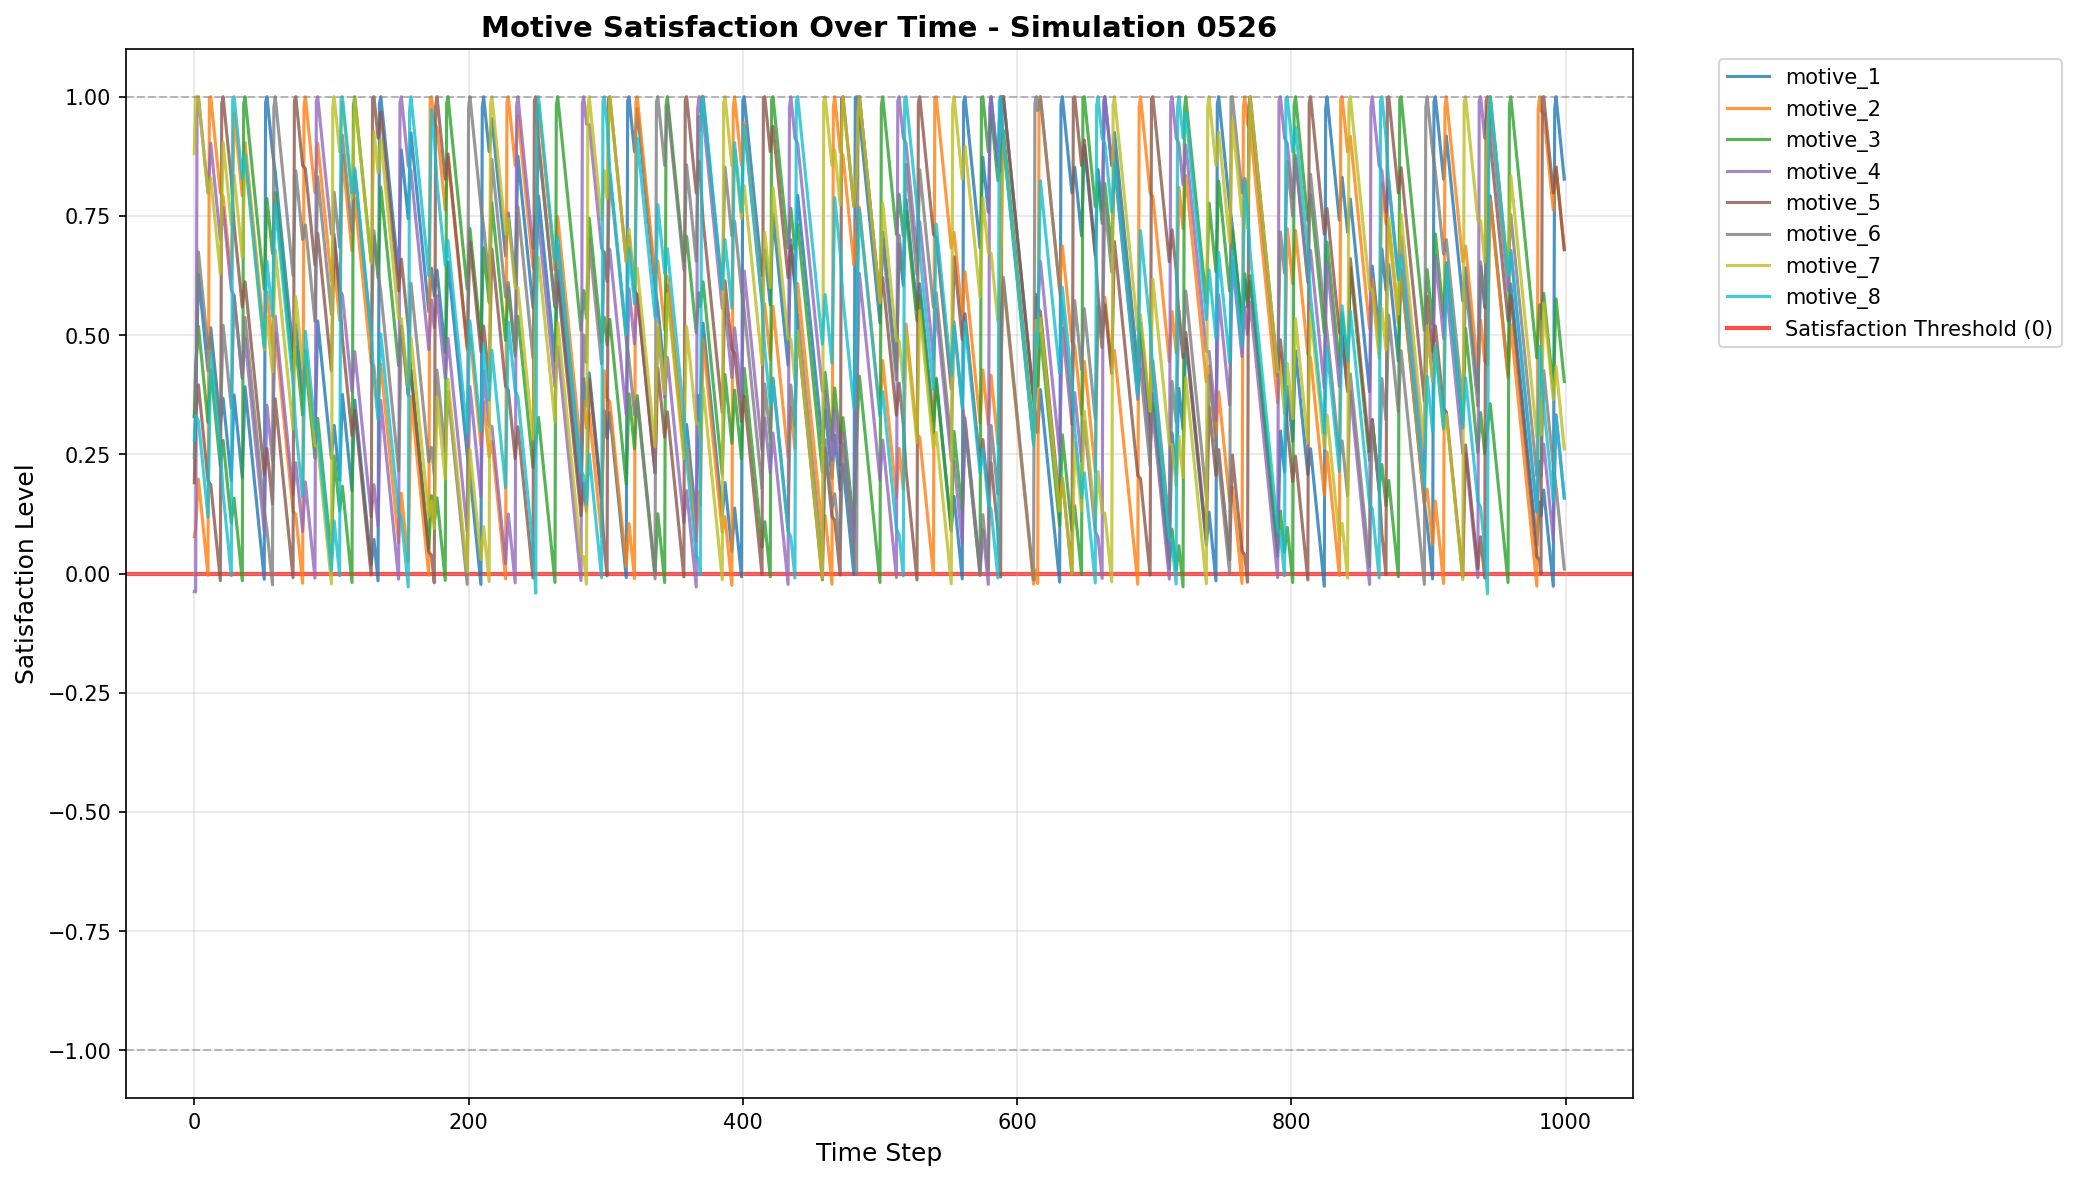 Motive Satisfaction Over Time - Simulation 0526
1.00
0.75
0.50
0.25
0.00
−0.25
−0.50
−0.75
−1.00
Satisfaction Level
0
200
400
600
800
1000
Time Step
motive_1
motive_2
motive_3
motive_4
motive_5
motive_6
motive_7
motive_8
Satisfaction Threshold (0)